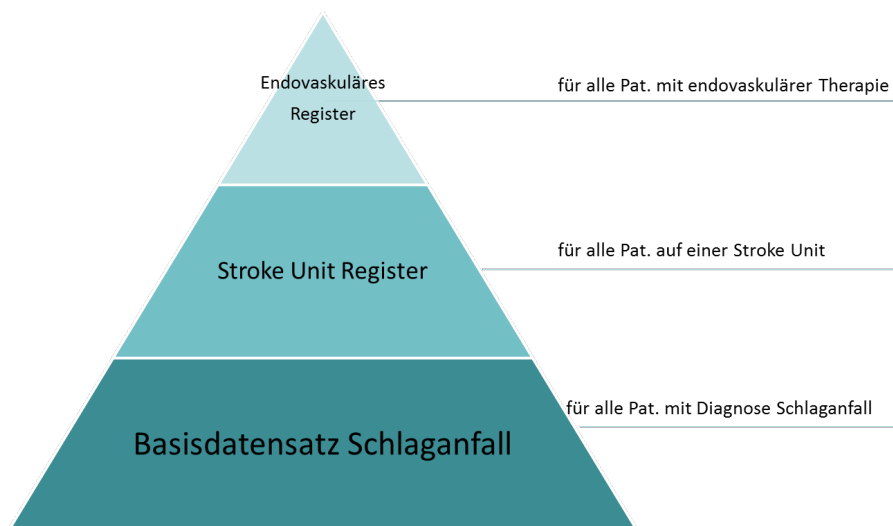 Endovaskuläres
Register
für alle Pat. mit endovaskulärer Therapie
Stroke Unit Register
für alle Pat. auf einer Stroke Unit
Basisdatensatz Schlaganfall
für alle Pat. mit Diagnose Schlaganfall